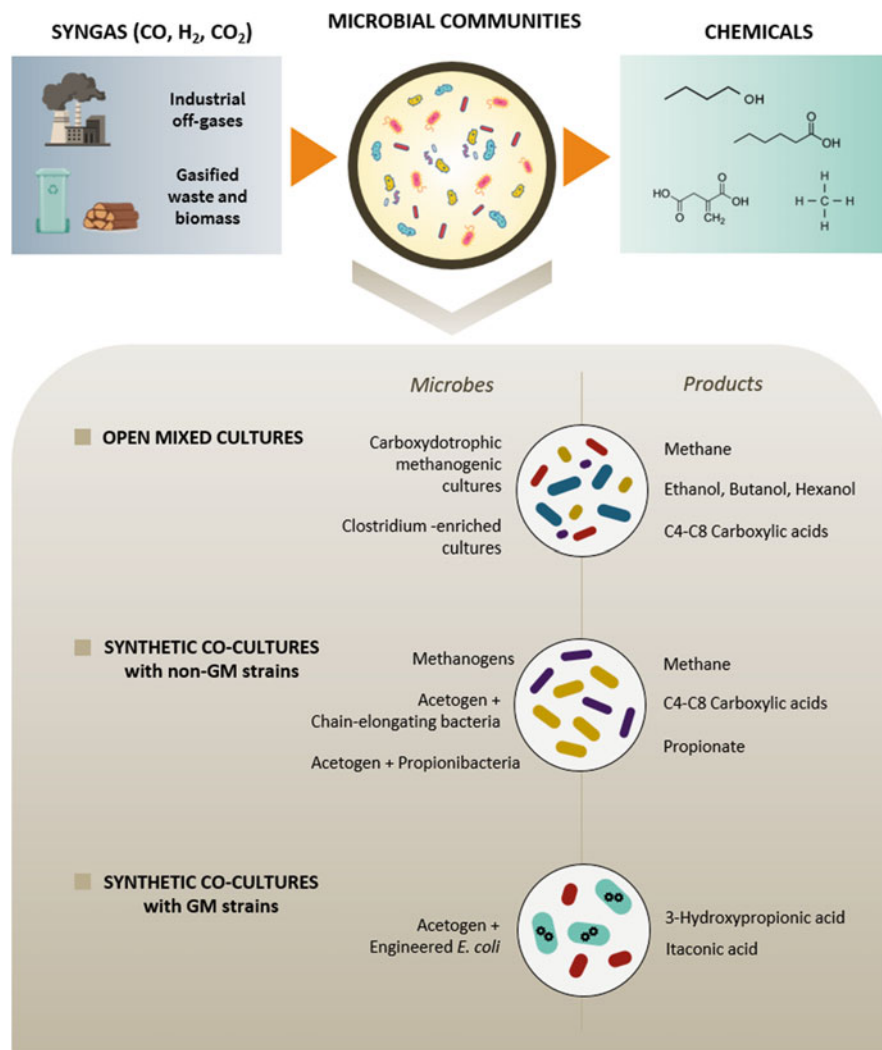 SYNGAS (CO, H₂, CO₂)
MICROBIAL COMMUNITIES
CHEMICALS
Industrial
off-gases
Gasified
waste and
biomass
OH
O
OH
O
HO
O
OH
CH₂
H
H
C
H
H
Microbes
Products
OPEN MIXED CULTURES
Carboxydotrophic
methanogenic
cultures
Clostridium -enriched
cultures
Methane
Ethanol, Butanol, Hexanol
C4-C8 Carboxylic acids
SYNTHETIC CO-CULTURES
with non-GM strains
Methanogens
Acetogen +
Chain-elongating bacteria
Acetogen + Propionibacteria
Methane
C4-C8 Carboxylic acids
Propionate
SYNTHETIC CO-CULTURES
with GM strains
Acetogen +
Engineered E. coli
3-Hydroxypropionic acid
Itaconic acid